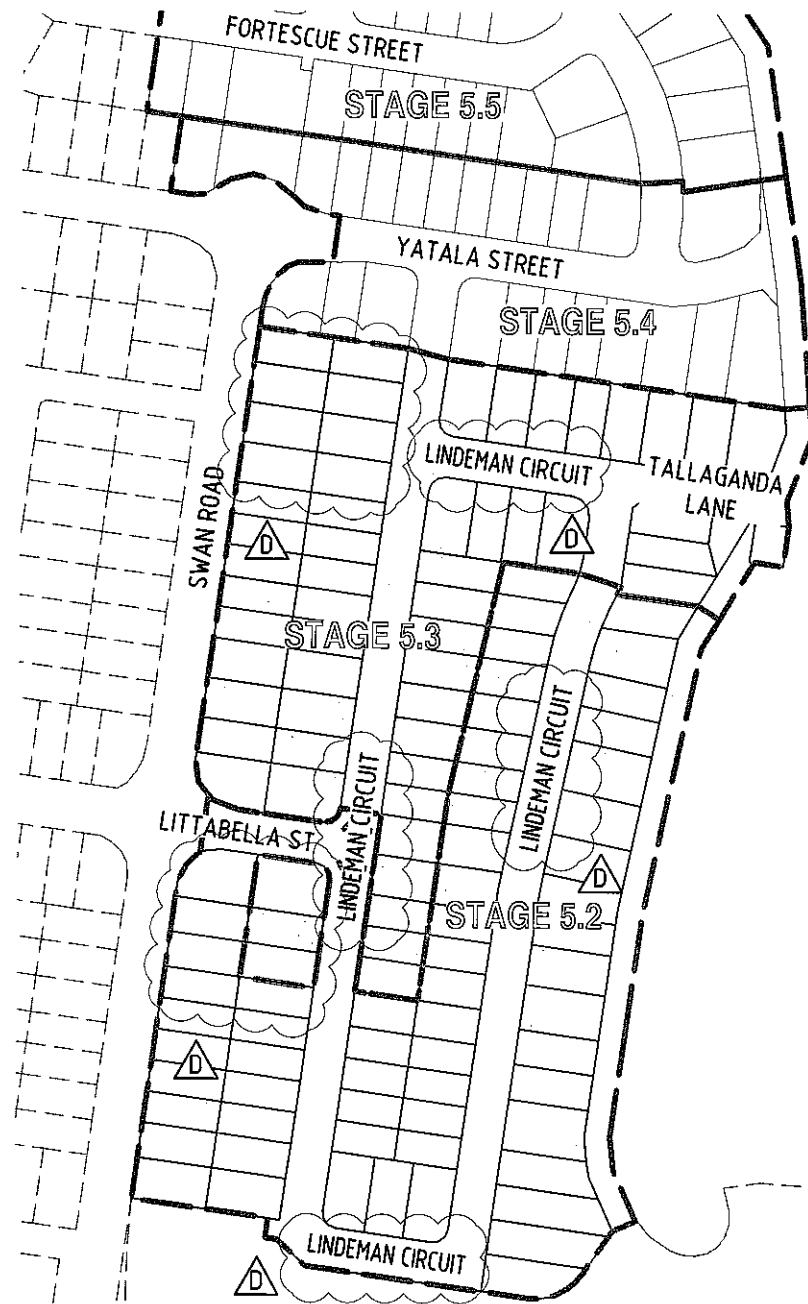 FORTESCUE STREET
STAGE 5.5
YATALA STREET
STAGE 5.4
LINDEMAN CIRCUIT
TALLAGANDA
LANE
SWAN ROAD
D
D
STAGE 5.3
LINDEMAN CIRCUIT
LINDEMAN CIRCUIT
LITTABELLA ST
D
STAGE 5.2
D
LINDEMAN CIRCUIT
D